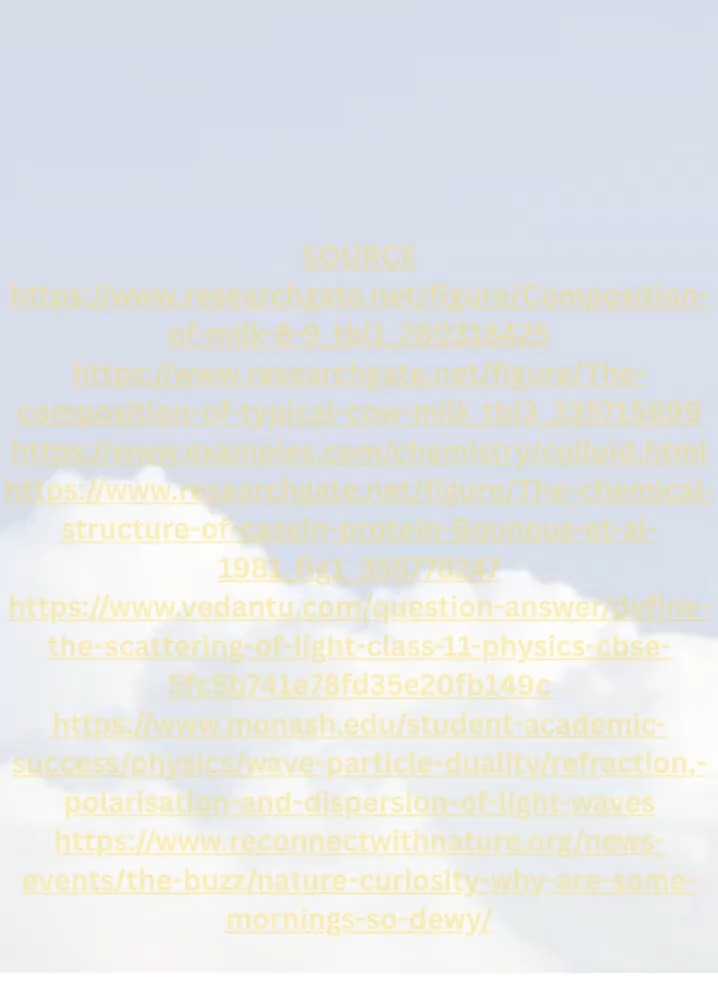 SOURCE
https://www.researchgate.net/figure/Composition-
of-milk-8-9_tbl1_280318425
https://www.researchgate.net/figure/The-
composition-of-typical-cow-milk_tbl3_335715699
https://www.examples.com/chemistry/colloid.html
https://www.researchgate.net/figure/The-chemical-
structure-of-casein-protein-Bounous-et-al-
1981_fig1_355778247
https://www.vedantu.com/question-answer/define-
the-scattering-of-light-class-11-physics-cbse-
5fc5b741e78fd35e20fb149c
https://www.monash.edu/student-academic-
success/physics/wave-particle-duality/refraction,-
polarisation-and-dispersion-of-light-waves
https://www.reconnectwithnature.org/news-
events/the-buzz/nature-curiosity-why-are-some-
mornings-so-dewy/